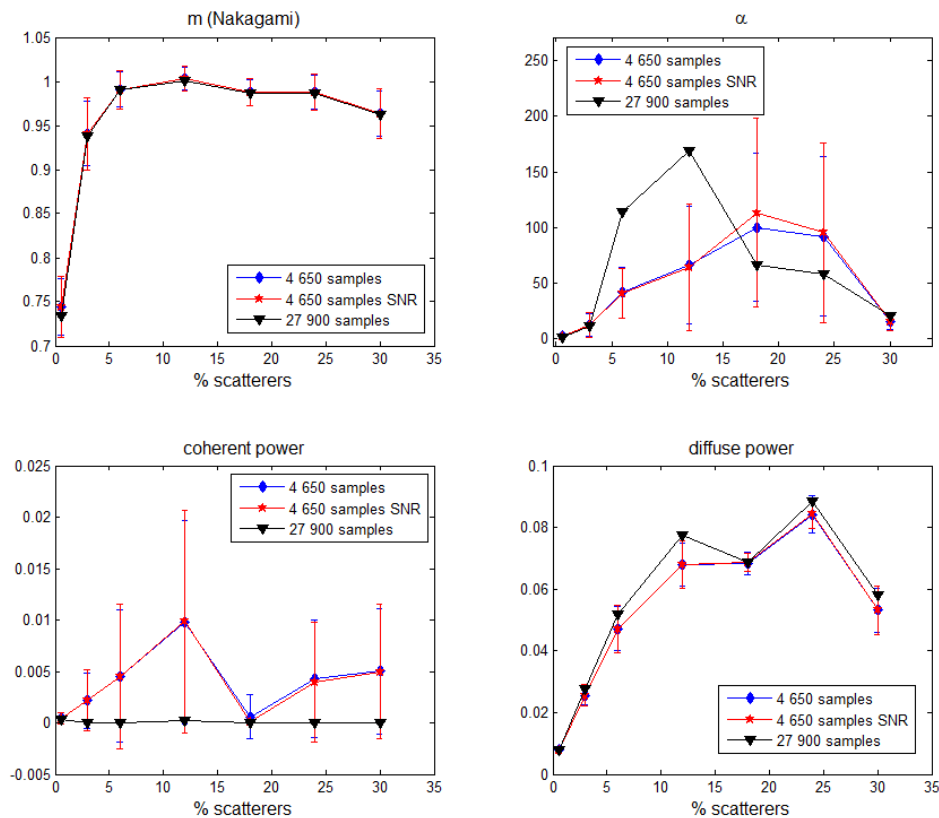 m (Nakagami)
1.05
1
0.95
0.9
0.85
0.8
0.75
0.7
0 5 10 15 20 25 30 35
% scatterers
4 650 samples
4 650 samples SNR
27 900 samples
α
250
200
150
100
50
0
0 5 10 15 20 25 30
% scatterers
4 650 samples
4 650 samples SNR
27 900 samples
coherent power
0.025
0.02
0.015
0.01
0.005
0
-0.005
0 5 10 15 20 25 30 35
% scatterers
4 650 samples
4 650 samples SNR
27 900 samples
diffuse power
0.1
0.08
0.06
0.04
0.02
0
0 5 10 15 20 25 30 35
% scatterers
4 650 samples
4 650 samples SNR
27 900 samples